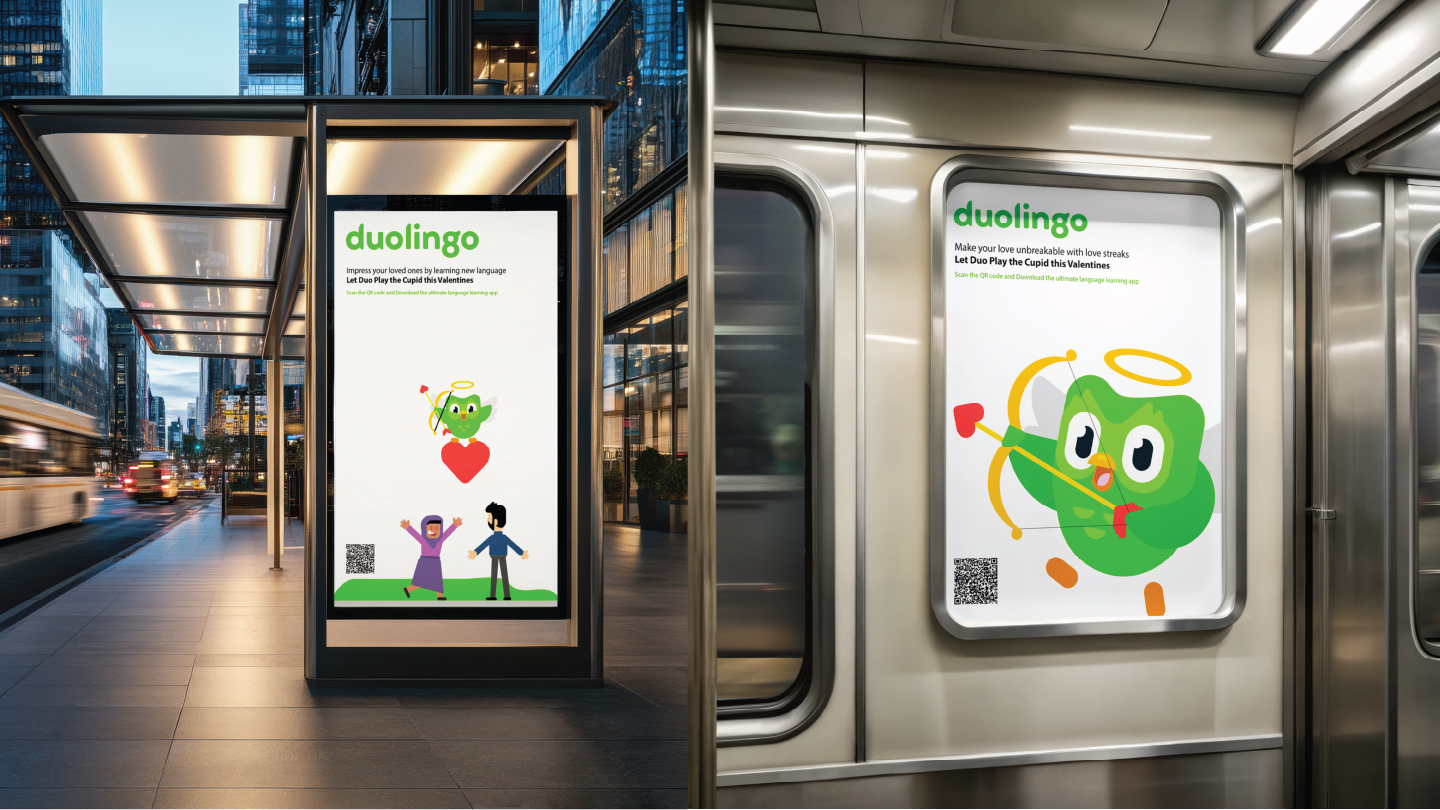 duolingo
Impress your loved ones by learning new language
Let Duo Play the Cupid this Valentines
Scan the QR code and Download the ultimate language learning app
duolingo
Make your love unbreakable with love streaks
Let Duo Play the Cupid this Valentines
Scan the QR code and Download the ultimate language learning app